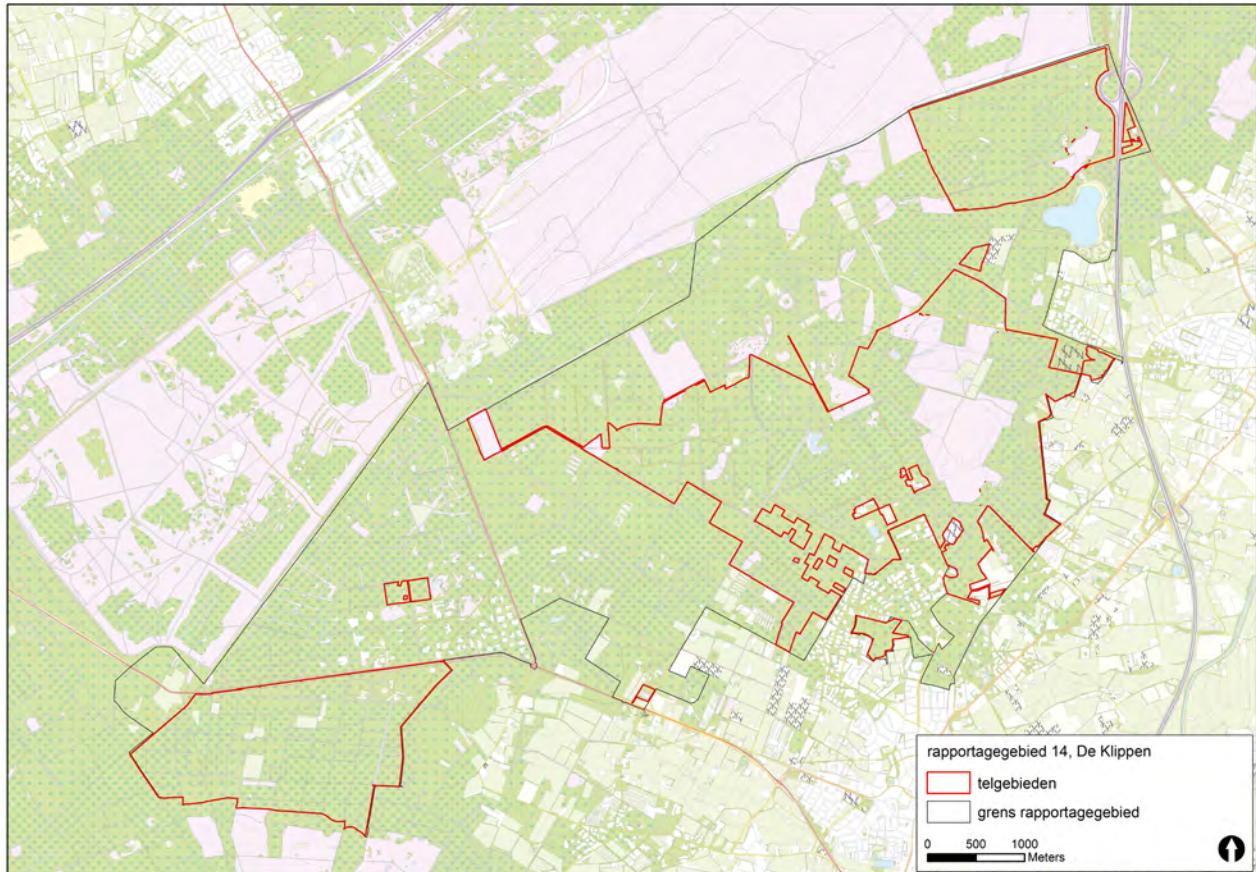 rapportagegebied 14, De Klippen
telgebieden
grens rapportagegebied
0 500 1000
Meters